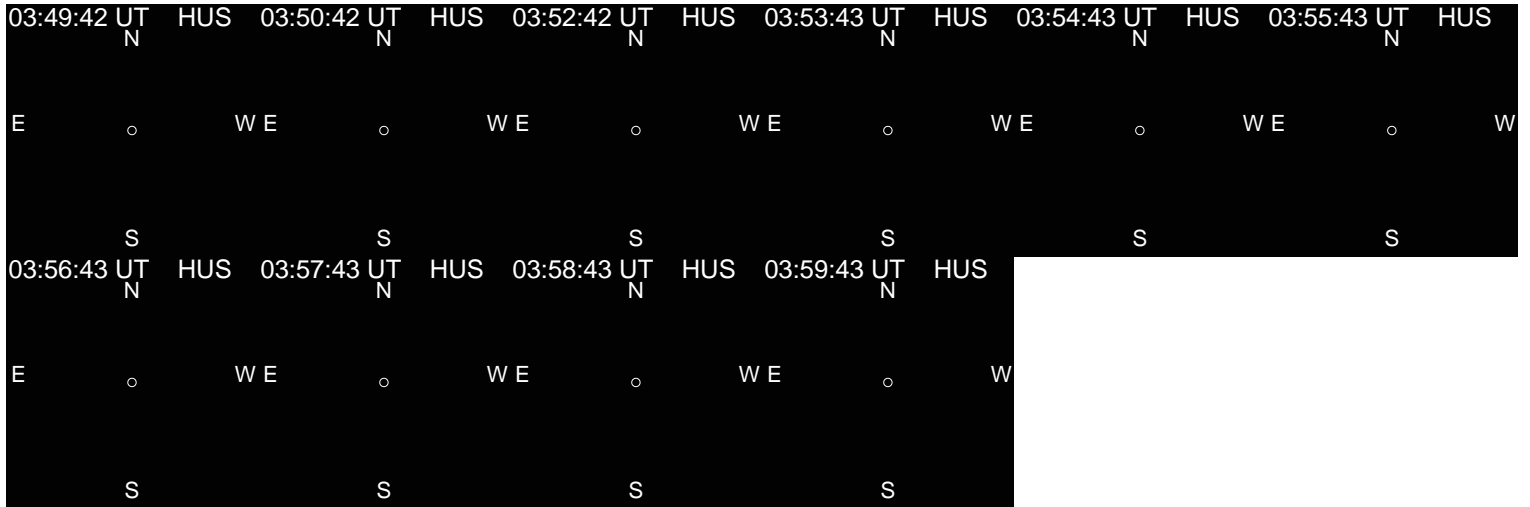 03:49:42 UT HUS 03:50:42 UT HUS 03:52:42 UT HUS 03:53:43 UT HUS 03:54:43 UT HUS 03:55:43 UT HUS
N N N N N N
E W E W E W E W E W E W
S S S S S S
03:56:43 UT HUS 03:57:43 UT HUS 03:58:43 UT HUS 03:59:43 UT HUS
N N N N
E W E W E W E W
S S S S